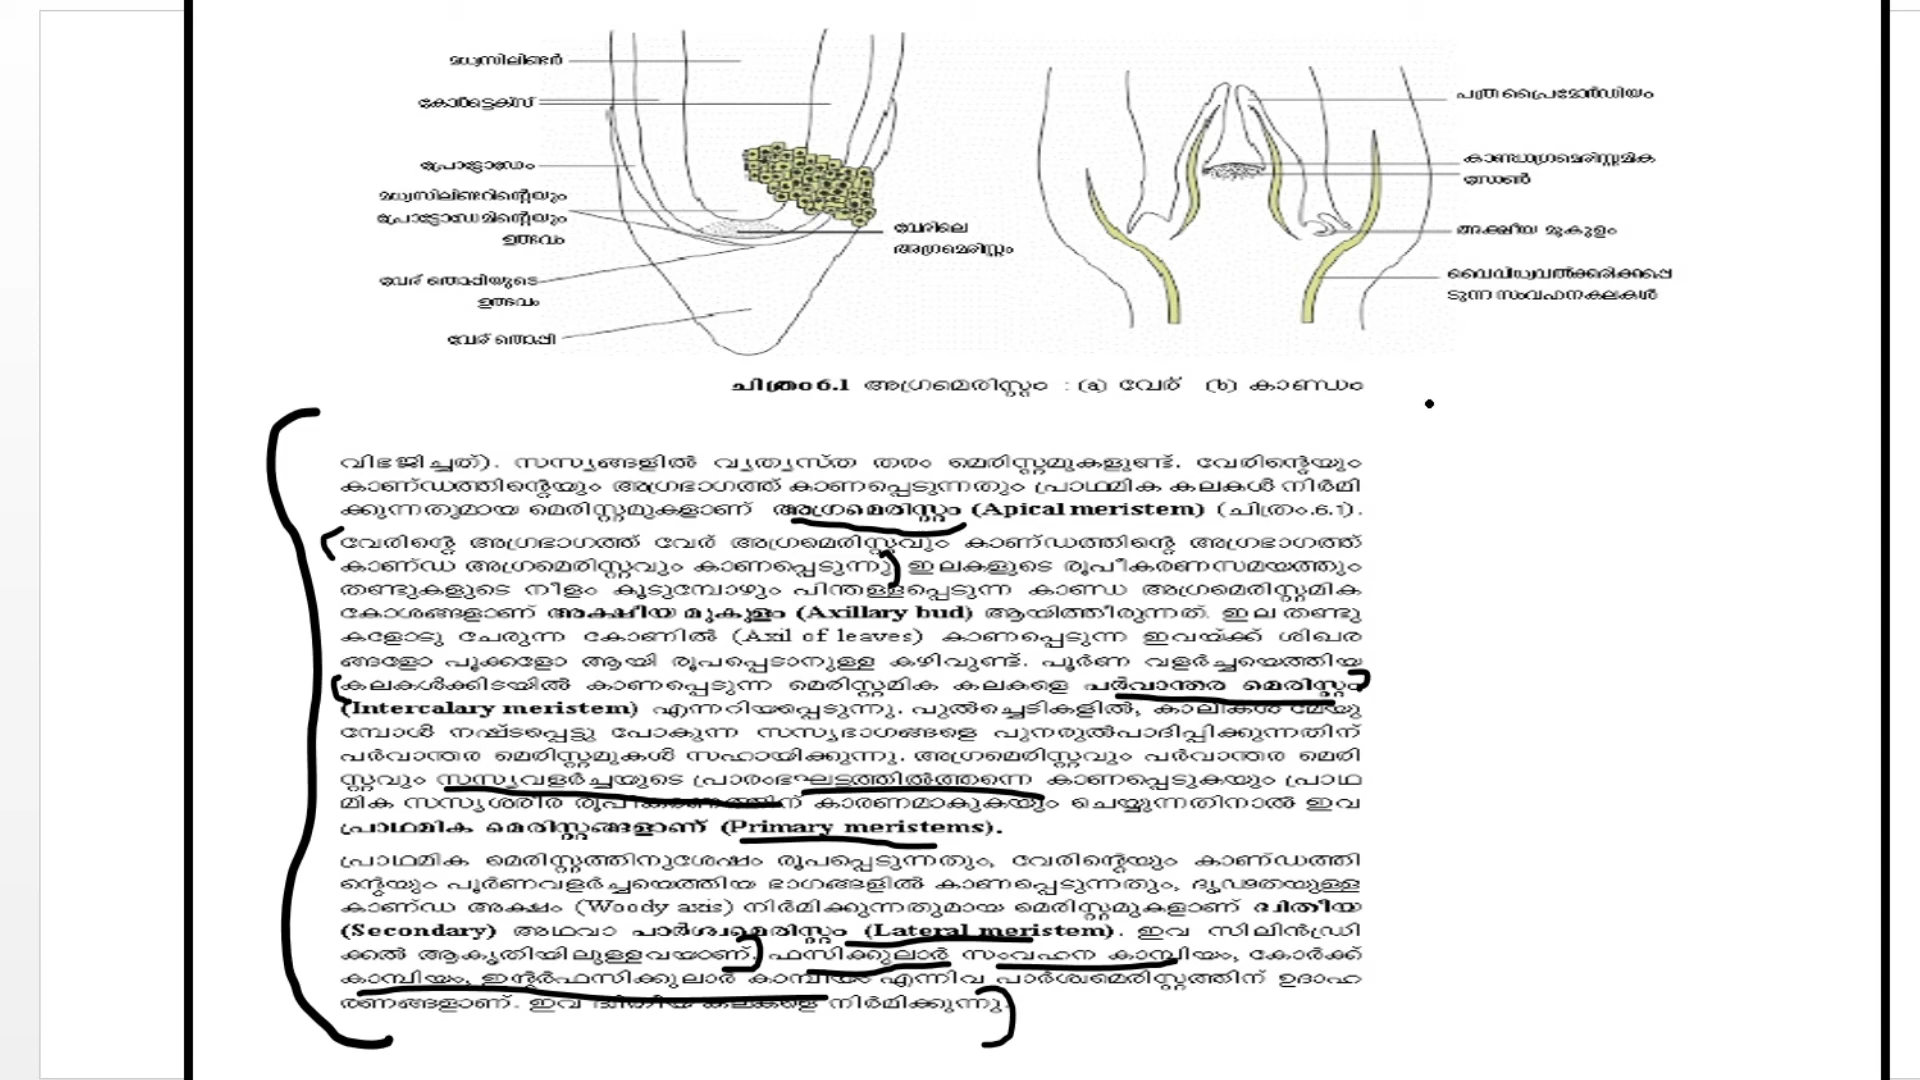 മധ്യസിലിണ്ടർ
കോർട്ടെക്സ്
പ്രോട്ടോഡേം
മധ്യസിലിണ്ടറിന്റെയും
പ്രോട്ടോഡേമിന്റെയും
ഉത്ഭവം
വേര് തൊപ്പിയുടെ
ഉത്ഭവം
വേര് തൊപ്പി
വേരിലെ
അഗ്രമെരിസ്റ്റം
പത്ര പ്രൈമോർഡിയം
കാണ്ഡാഗ്രമെരിസ്റ്റമിക
സോൺ
അക്ഷീയ മുകുളം
വൈവിധ്യവൽക്കരിക്കപ്പെ
ടുന്ന സംവഹനകലകൾ
ചിത്രം 6.1 അഗ്രമെരിസ്റ്റം : (a) വേര് (b) കാണ്ഡം
വിഭജിച്ചത്). സസ്യങ്ങളിൽ വ്യത്യസ്ത തരം മെരിസ്റ്റമുകളുണ്ട്. വേരിന്റെയും
കാണ്ഡത്തിന്റെയും അഗ്രഭാഗത്ത് കാണപ്പെടുന്നതും പ്രാഥമിക കലകൾ നിർമി
ക്കുന്നതുമായ മെരിസ്റ്റമുകളാണ് അഗ്രമെരിസ്റ്റം (Apical meristem) (ചിത്രം.6.1).
വേരിന്റെ അഗ്രഭാഗത്ത് വേര് അഗ്രമെരിസ്റ്റവും കാണ്ഡത്തിന്റെ അഗ്രഭാഗത്ത്
കാണ്ഡ അഗ്രമെരിസ്റ്റവും കാണപ്പെടുന്നു. ഇലകളുടെ രൂപീകരണസമയത്തും
തണ്ടുകളുടെ നീളം കൂടുമ്പോഴും പിന്തള്ളപ്പെടുന്ന കാണ്ഡ അഗ്രമെരിസ്റ്റമിക
കോശങ്ങളാണ് അക്ഷീയ മുകുളം (Axillary bud) ആയിത്തീരുന്നത്. ഇല തണ്ടു
കളോടു ചേരുന്ന കോണിൽ (Axil of leaves) കാണപ്പെടുന്ന ഇവയ്ക്ക് ശിഖര
ങ്ങളോ പൂക്കളോ ആയി രൂപപ്പെടാനുള്ള കഴിവുണ്ട്. പൂർണ വളർച്ചയെത്തിയ
കലകൾക്കിടയിൽ കാണപ്പെടുന്ന മെരിസ്റ്റമിക കലകളെ പർവാന്തര മെരിസ്റ്റം
(Intercalary meristem) എന്നറിയപ്പെടുന്നു. പുൽച്ചെടികളിൽ, കാലികൾ മേയു
മ്പോൾ നഷ്ടപ്പെട്ടു പോകുന്ന സസ്യഭാഗങ്ങളെ പുനരുൽപാദിപ്പിക്കുന്നതിന്
പർവാന്തര മെരിസ്റ്റമുകൾ സഹായിക്കുന്നു. അഗ്രമെരിസ്റ്റവും പർവാന്തര മെരി
സ്റ്റവും സസ്യവളർച്ചയുടെ പ്രാരംഭഘട്ടത്തിൽത്തന്നെ കാണപ്പെടുകയും പ്രാഥ
മിക സസ്യശരീര രൂപീകരണത്തിന് കാരണമാകുകയും ചെയ്യുന്നതിനാൽ ഇവ
പ്രാഥമിക മെരിസ്റ്റങ്ങളാണ് (Primary meristems).
പ്രാഥമിക മെരിസ്റ്റത്തിനുശേഷം രൂപപ്പെടുന്നതും, വേരിന്റെയും കാണ്ഡത്തി
ന്റെയും പൂർണവളർച്ചയെത്തിയ ഭാഗങ്ങളിൽ കാണപ്പെടുന്നതും, ദൃഢതയുള്ള
കാണ്ഡ അക്ഷം (Woody axis) നിർമിക്കുന്നതുമായ മെരിസ്റ്റമുകളാണ് ദ്വിതീയ
(Secondary) അഥവാ പാർശ്വമെരിസ്റ്റം (Lateral meristem). ഇവ സിലിൻഡ്രി
ക്കൽ ആകൃതിയിലുള്ളവയാണ്. ഫസിക്കുലാർ സംവഹന കാമ്പിയം, കോർക്ക്
കാമ്പിയം, ഇന്റർഫസിക്കുലാർ കാമ്പിയം എന്നിവ പാർശ്വമെരിസ്റ്റത്തിന് ഉദാഹ
രണങ്ങളാണ്. ഇവ ദ്വിതീയ കലകളെ നിർമിക്കുന്നു.